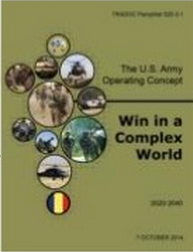 TRADOC Pamphlet 525-3-1
The U.S. Army
Operating Concept
Win in a
Complex
World
2020-2040
7 OCTOBER 2014